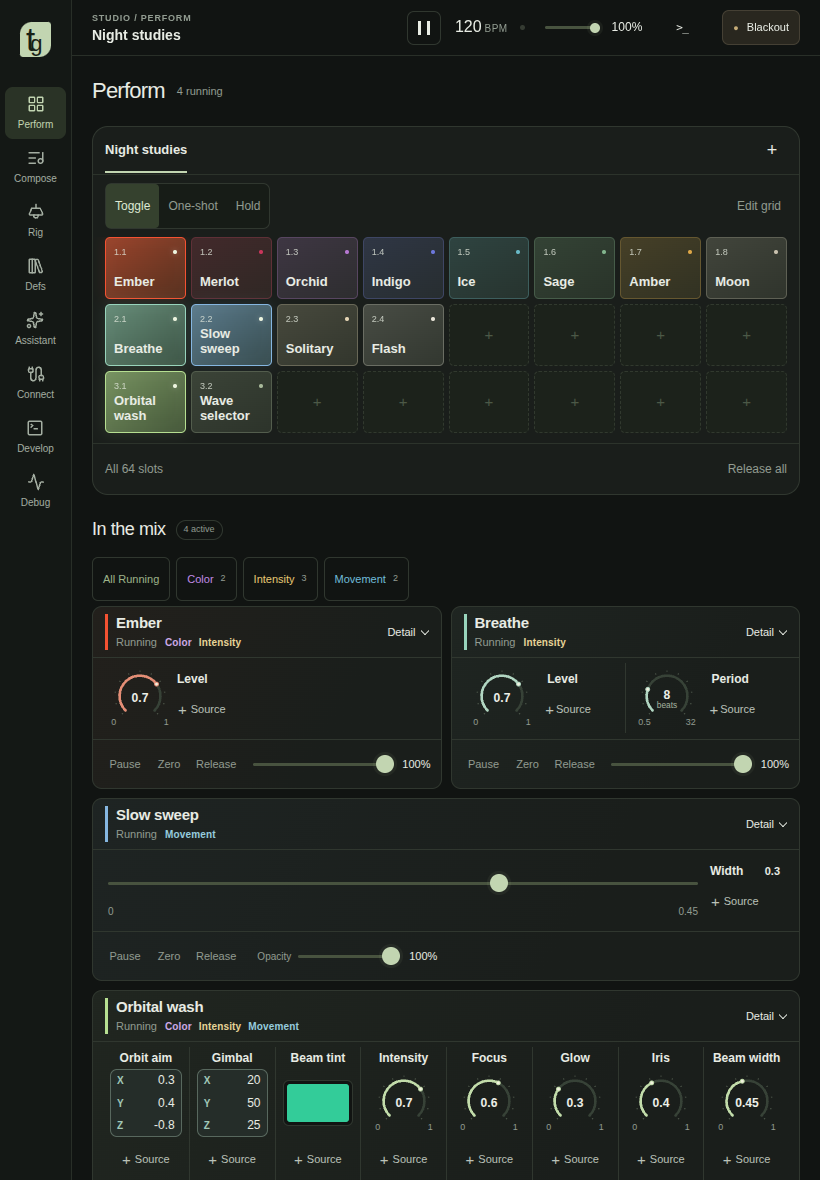 tg
STUDIO / PERFORM
Night studies
120 BPM
100%
>_
Blackout
Perform
Compose
Rig
Defs
Assistant
Connect
Develop
Debug
Perform 4 running
Night studies +
Toggle One-shot Hold Edit grid
1.1 1.2 1.3 1.4 1.5 1.6 1.7 1.8
Ember Merlot Orchid Indigo Ice Sage Amber Moon
2.1 2.2 2.3 2.4
Breathe Slow sweep Solitary Flash + + + +
3.1 3.2
Orbital wash Wave selector + + + + + +
All 64 slots Release all
In the mix 4 active
All Running Color 2 Intensity 3 Movement 2
Ember
Running Color Intensity
Detail
0.7
0 1
Level
+ Source
Pause Zero Release 100%
Breathe
Running Intensity
Detail
0.7
0 1
Level
+ Source
8
beats
0.5 32
Period
+ Source
Pause Zero Release 100%
Slow sweep
Running Movement
Detail
Width 0.3
+ Source
0 0.45
Pause Zero Release Opacity 100%
Orbital wash
Running Color Intensity Movement
Detail
Orbit aim Gimbal Beam tint Intensity Focus Glow Iris Beam width
X 0.3 X 20
Y 0.4 Y 50
Z -0.8 Z 25
0.7 0.6 0.3 0.4 0.45
0 1 0 1 0 1 0 1 0 1
+ Source + Source + Source + Source + Source + Source + Source + Source